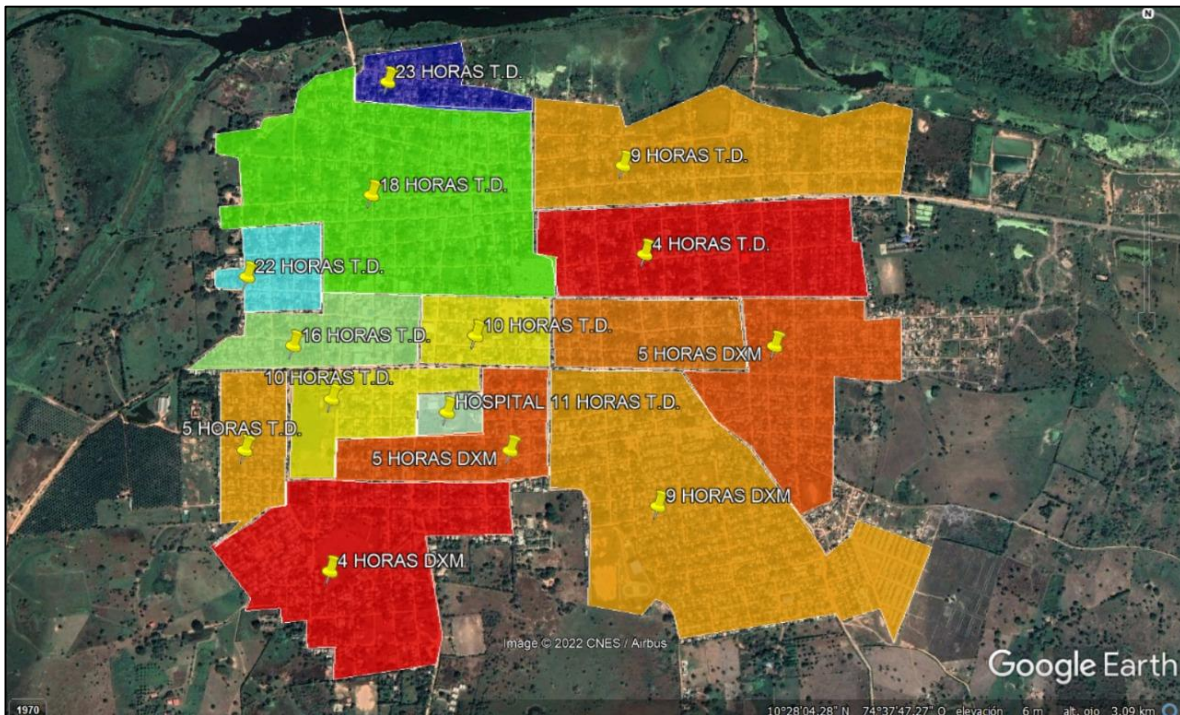 N
23 HORAS T.D.
9 HORAS T.D.
18 HORAS T.D.
4 HORAS T.D.
22 HORAS T.D.
10 HORAS T.D.
16 HORAS T.D.
5 HORAS DXM
10 HORAS T.D.
HOSPITAL 11 HORAS T.D.
5 HORAS T.D.
5 HORAS DXM
9 HORAS DXM
4 HORAS DXM
Image © 2022 CNES / Airbus
Google Earth
1970
10°28'04.28" N 74°37'47.27" O elevación 6 m alt. ojo 3.09 km